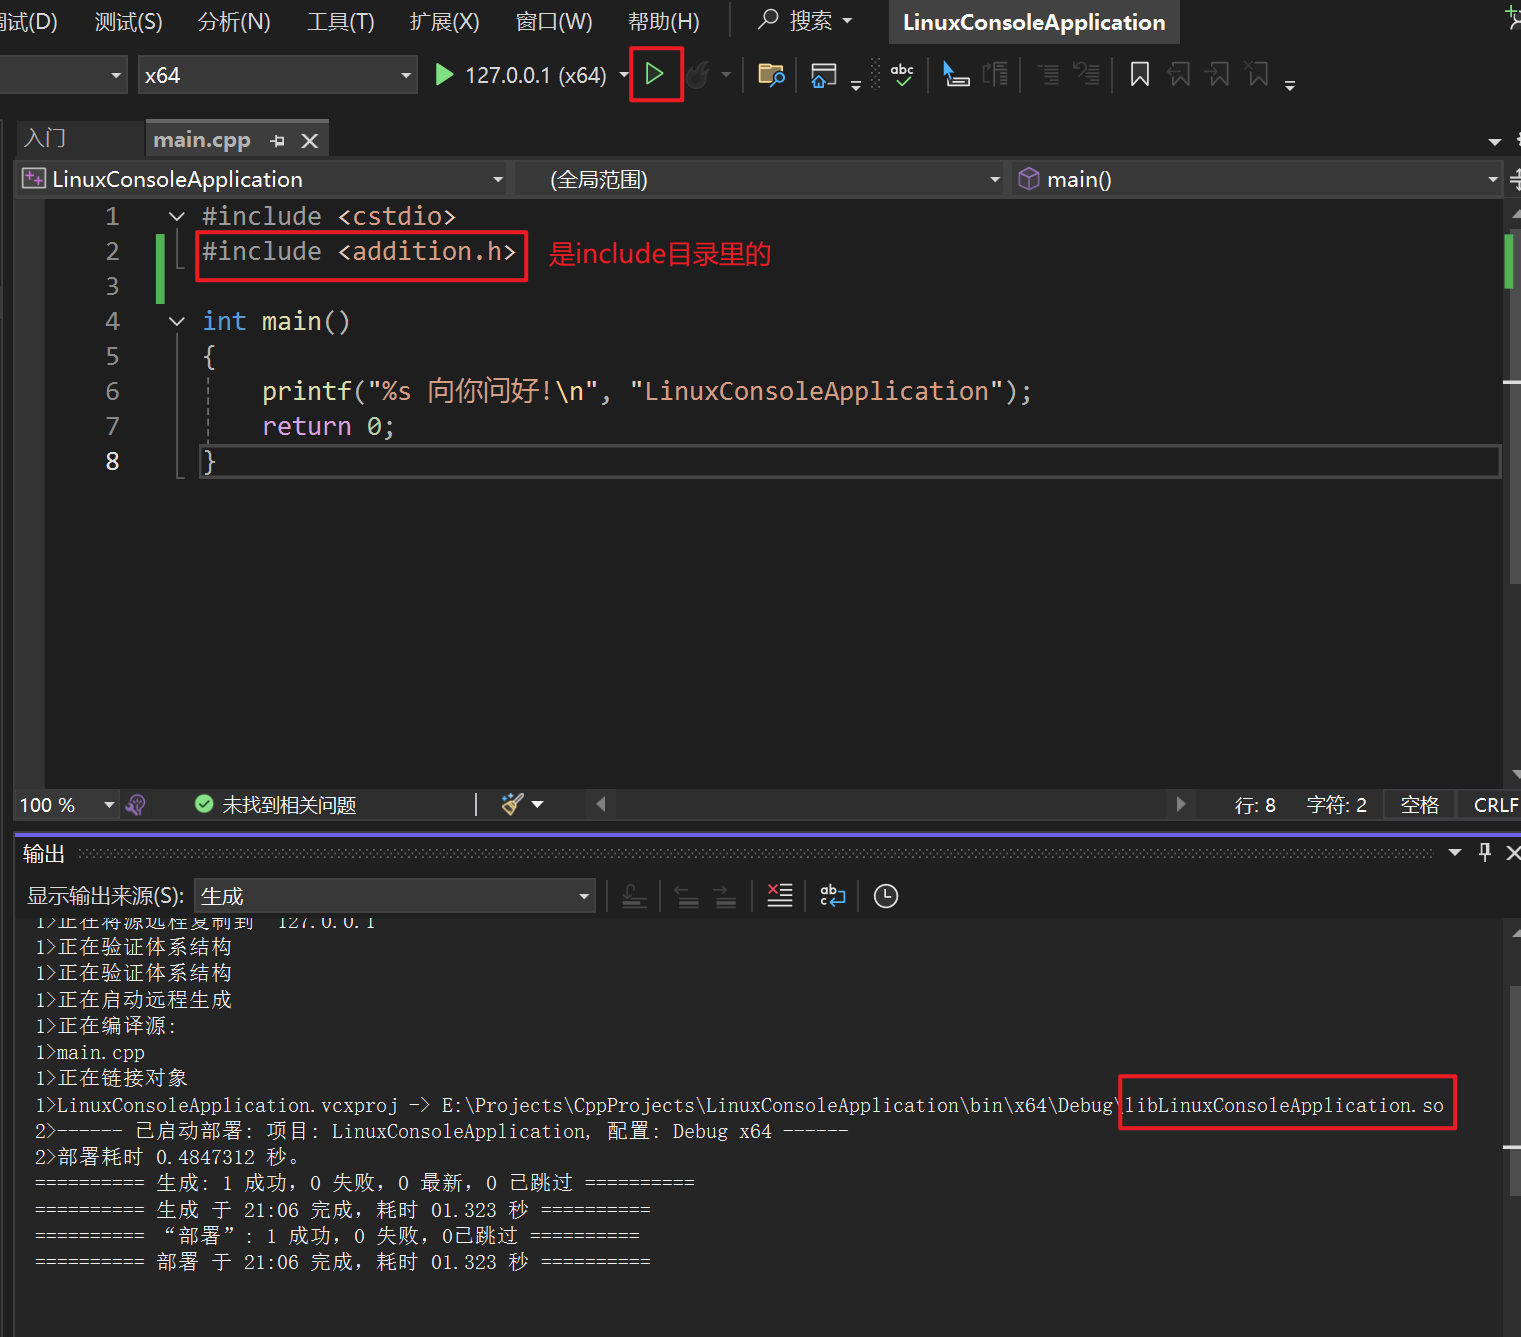 调试(D) 测试(S) 分析(N) 工具(T) 扩展(X) 窗口(W) 帮助(H) 搜索 LinuxConsoleApplication
x64 127.0.0.1 (x64) abc
入门 main.cpp
LinuxConsoleApplication (全局范围) main()
1 #include <cstdio>
2 #include <addition.h> 是include目录里的
3
4 int main()
5 {
6 printf("%s 向你问好!\n", "LinuxConsoleApplication");
7 return 0;
8 }
100 % 未找到相关问题 行: 8 字符: 2 空格 CRLF
输出
显示输出来源(S): 生成
1>正在将源远程复制到 127.0.0.1
1>正在验证体系结构
1>正在验证体系结构
1>正在启动远程生成
1>正在编译源:
1>main.cpp
1>正在链接对象
1>LinuxConsoleApplication.vcxproj -> E:\Projects\CppProjects\LinuxConsoleApplication\bin\x64\Debug\libLinuxConsoleApplication.so
2>------ 已启动部署: 项目: LinuxConsoleApplication, 配置: Debug x64 ------
2>部署耗时 0.4847312 秒。
========== 生成: 1 成功，0 失败，0 最新，0 已跳过 ==========
========== 生成 于 21:06 完成，耗时 01.323 秒 ==========
========== “部署”: 1 成功，0 失败，0已跳过 ==========
========== 部署 于 21:06 完成，耗时 01.323 秒 ==========